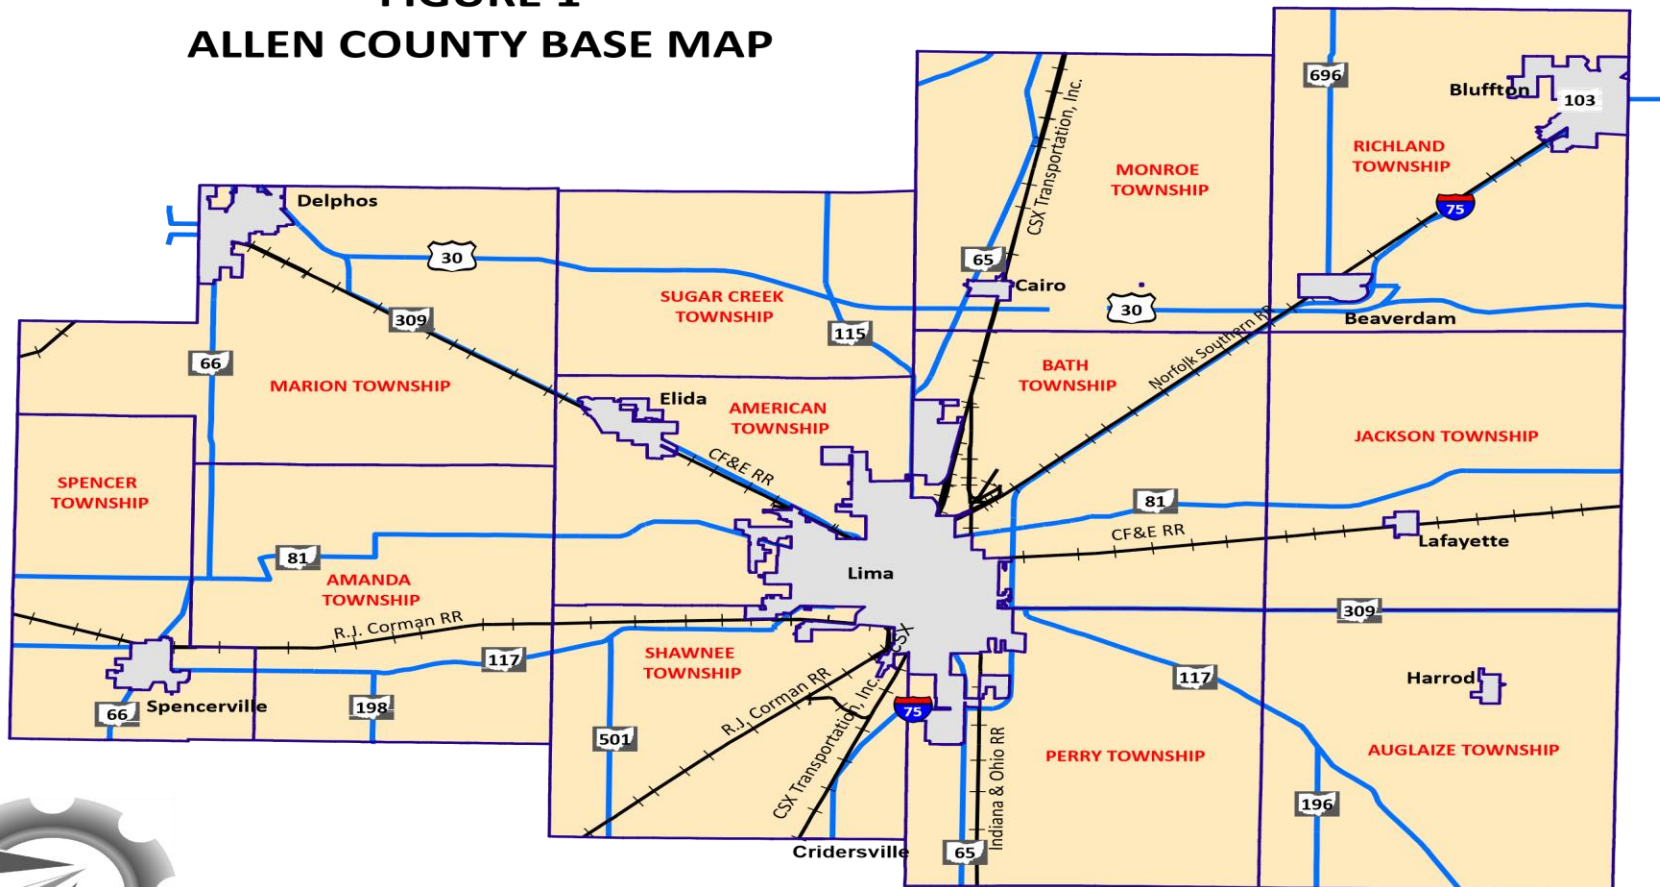 FIGURE 1
ALLEN COUNTY BASE MAP
696
Bluffton
103
CSX Transportation, Inc.
RICHLAND
TOWNSHIP
MONROE
TOWNSHIP
75
Delphos
30
65
Cairo
SUGAR CREEK
TOWNSHIP
30
309
Beaverdam
115
Norfolk Southern RR
66
MARION TOWNSHIP
BATH
TOWNSHIP
Elida
AMERICAN
TOWNSHIP
JACKSON TOWNSHIP
CF&E RR
SPENCER
TOWNSHIP
81
CF&E RR
Lafayette
81
Lima
AMANDA
TOWNSHIP
309
R.J. Corman RR
CSX
117
SHAWNEE
TOWNSHIP
117
Harrod
66
Spencerville
198
R.J. Corman RR
75
501
CSX Transportation, Inc.
Indiana & Ohio RR
PERRY TOWNSHIP
AUGLAIZE TOWNSHIP
196
Cridersville
65